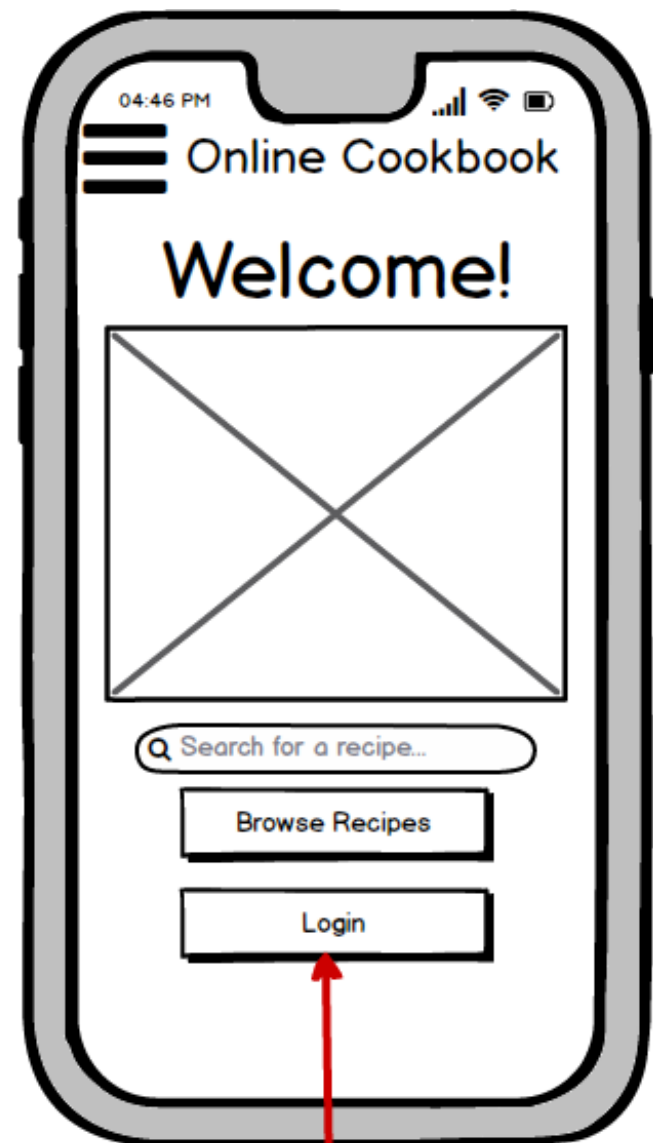 04:46 PM
Online Cookbook
Welcome!
Search for a recipe...
Browse Recipes
Login